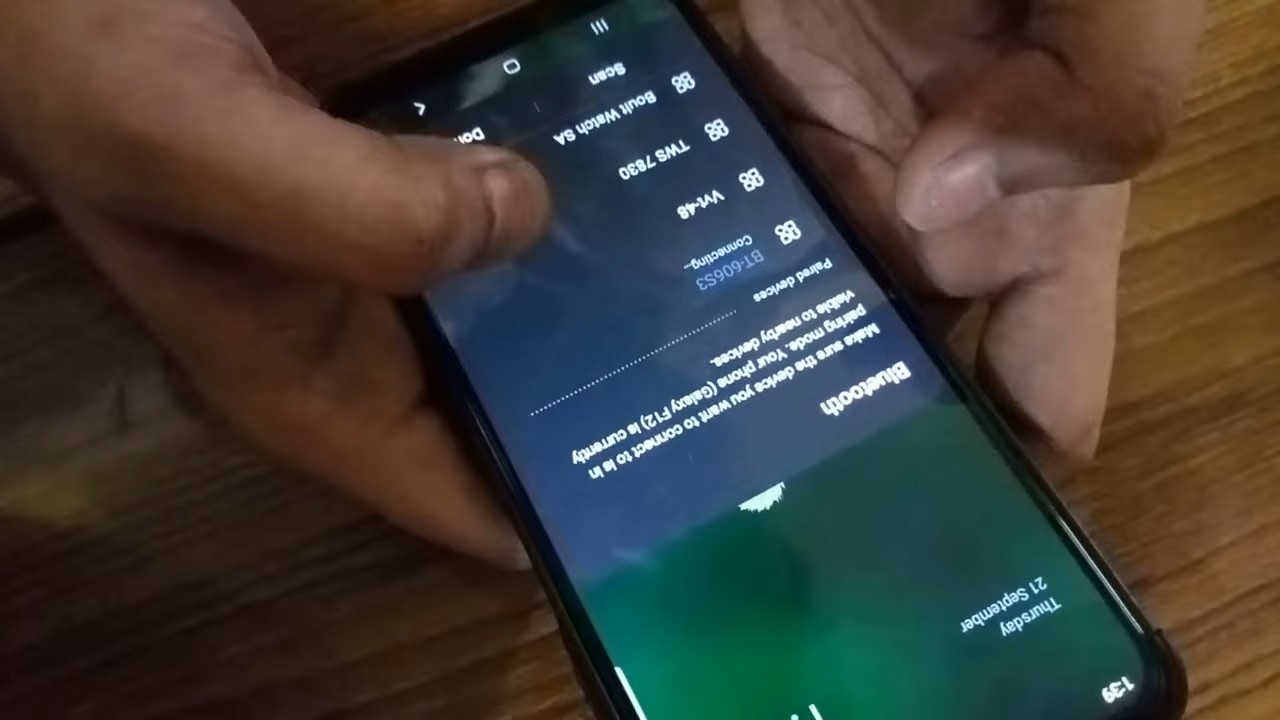 1:39
Thursday
21 September
Bluetooth
Make sure the device you want to connect to is in
pairing mode. Your phone (Galaxy F12) is currently
visible to nearby devices.
Paired devices
BT-606S3
Connecting...
Vvt-48
TWS 7830
Boult Watch SA
Scan